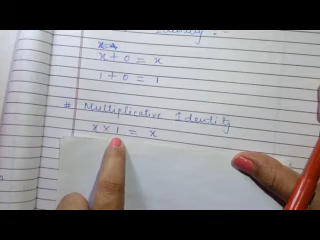 x + 0 = x
1 + 0 = 1
# Multiplicative Identity
x × 1 = x